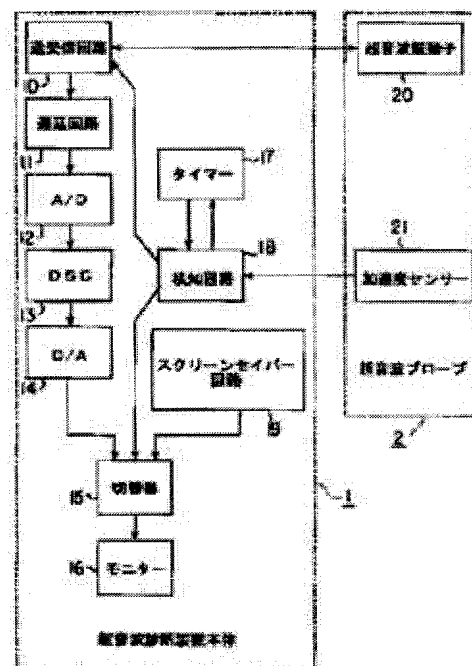 送受信回路
10
遅延回路
11
A/D
12
DSC
13
D/A
14
タイマー
17
検知回路
18
スクリーンセイバー
回路
19
切替器
15
モニター
16
超音波診断装置本体
1
超音波振動子
20
21
加速度センサー
超音波プローブ
2